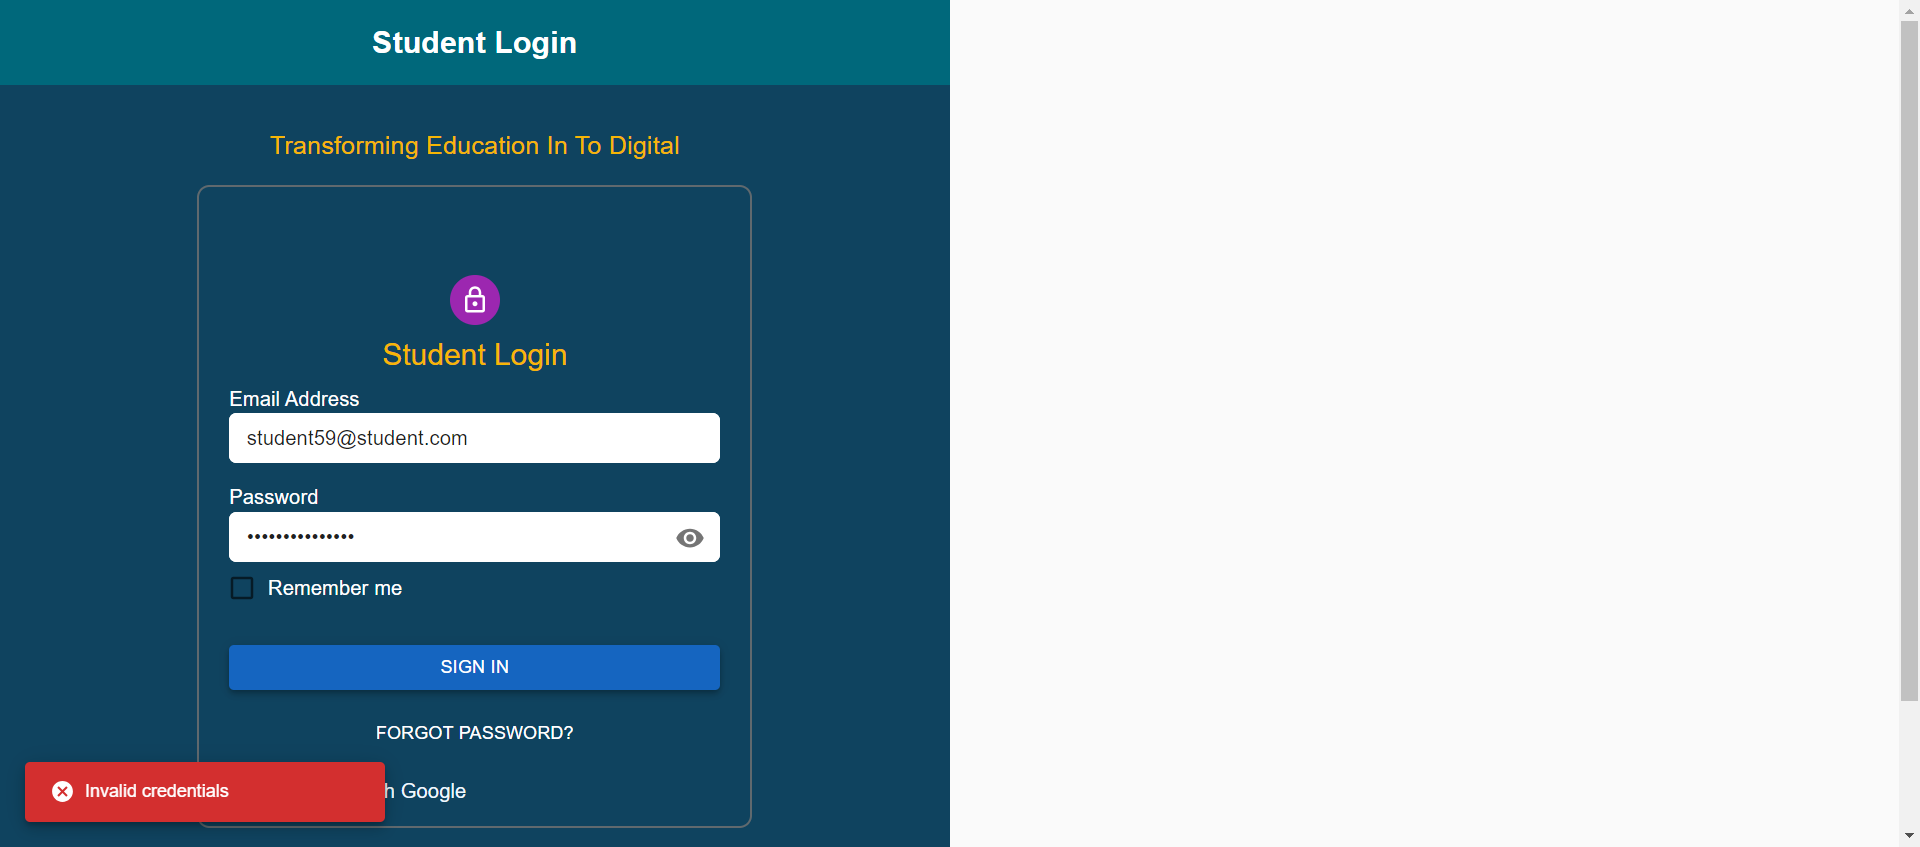 Student Login
Transforming Education In To Digital
Student Login
Email Address
student59@student.com
Password
•••••••••••••••
Remember me
SIGN IN
FORGOT PASSWORD?
Invalid credentials
h Google